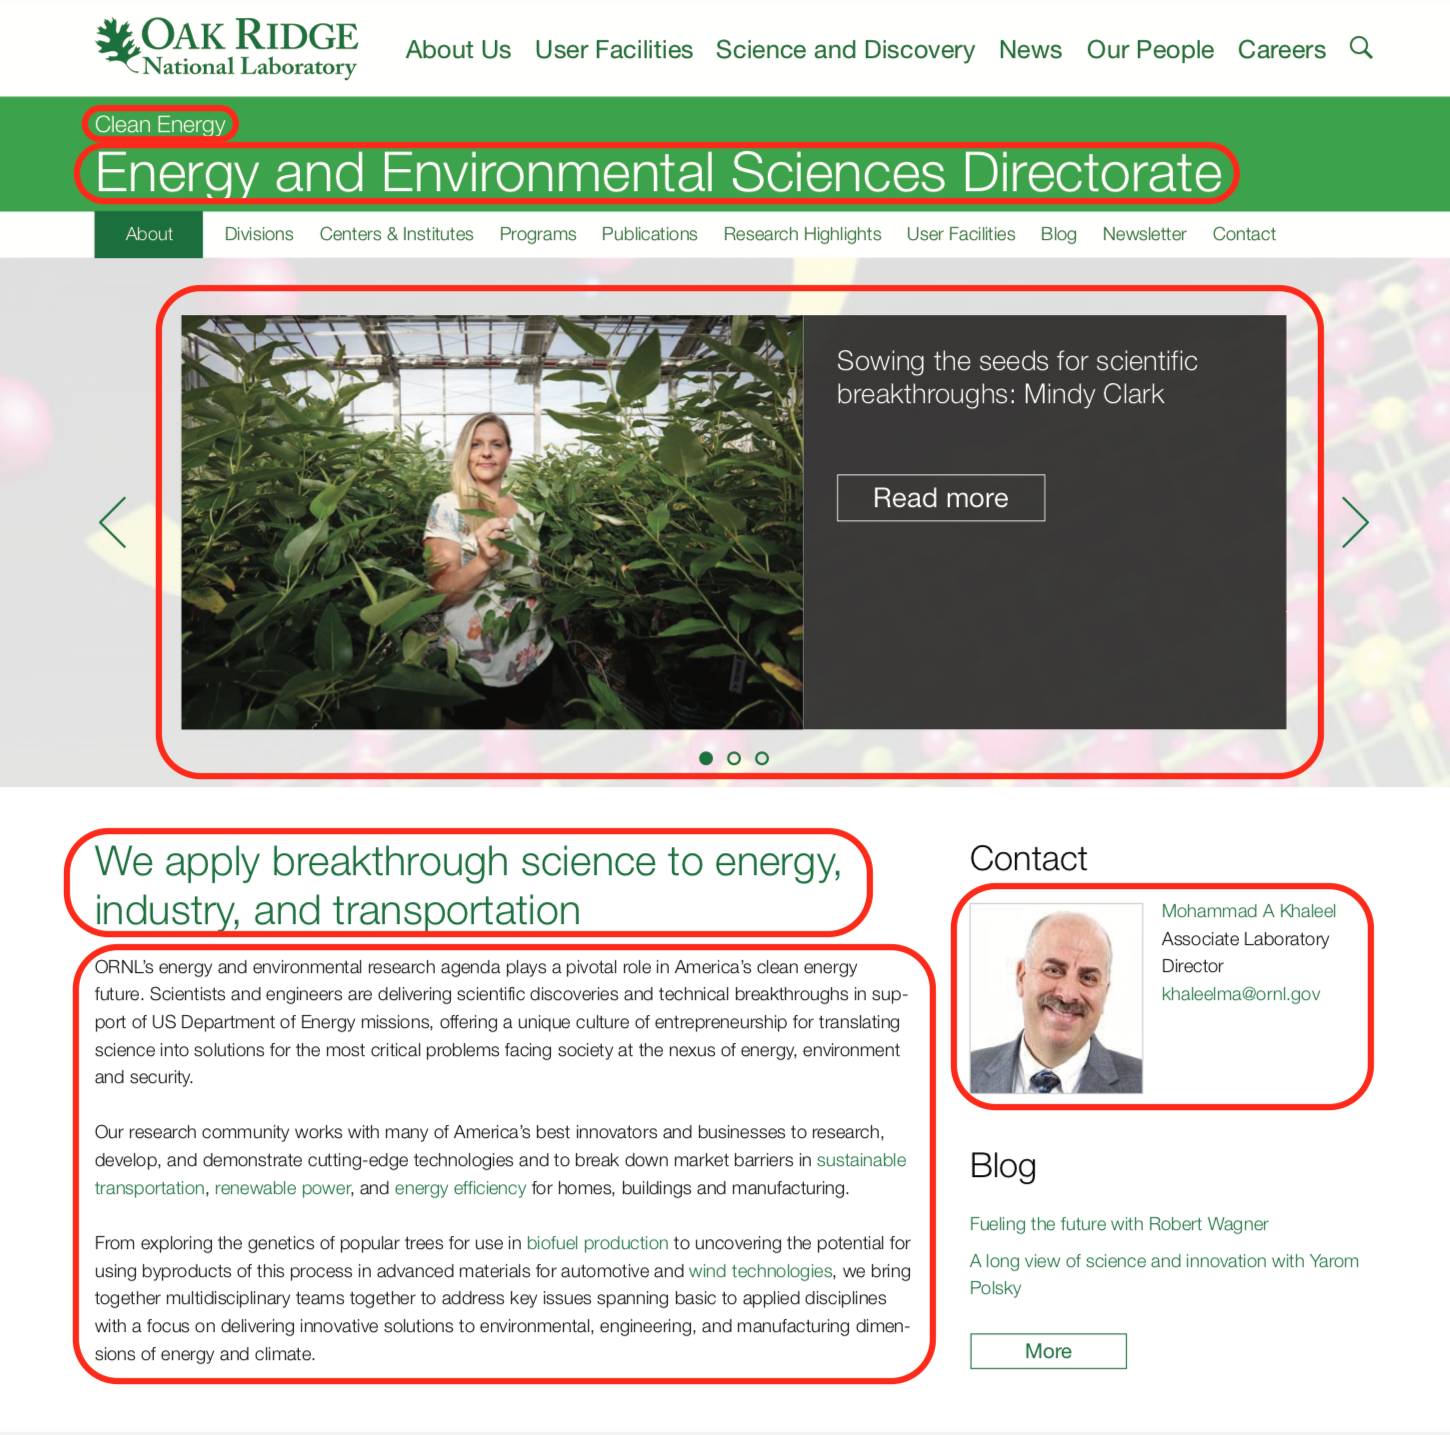 OAK RIDGE
National Laboratory
About Us User Facilities Science and Discovery News Our People Careers
Clean Energy
Energy and Environmental Sciences Directorate
About Divisions Centers & Institutes Programs Publications Research Highlights User Facilities Blog Newsletter Contact
Sowing the seeds for scientific
breakthroughs: Mindy Clark
Read more
We apply breakthrough science to energy,
industry, and transportation
ORNL's energy and environmental research agenda plays a pivotal role in America's clean energy
future. Scientists and engineers are delivering scientific discoveries and technical breakthroughs in sup-
port of US Department of Energy missions, offering a unique culture of entrepreneurship for translating
science into solutions for the most critical problems facing society at the nexus of energy, environment
and security.
Our research community works with many of America's best innovators and businesses to research,
develop, and demonstrate cutting-edge technologies and to break down market barriers in sustainable
transportation, renewable power, and energy efficiency for homes, buildings and manufacturing.
From exploring the genetics of popular trees for use in biofuel production to uncovering the potential for
using byproducts of this process in advanced materials for automotive and wind technologies, we bring
together multidisciplinary teams together to address key issues spanning basic to applied disciplines
with a focus on delivering innovative solutions to environmental, engineering, and manufacturing dimen-
sions of energy and climate.
Contact
Mohammad A Khaleel
Associate Laboratory
Director
khaleelma@ornl.gov
Blog
Fueling the future with Robert Wagner
A long view of science and innovation with Yarom
Polsky
More